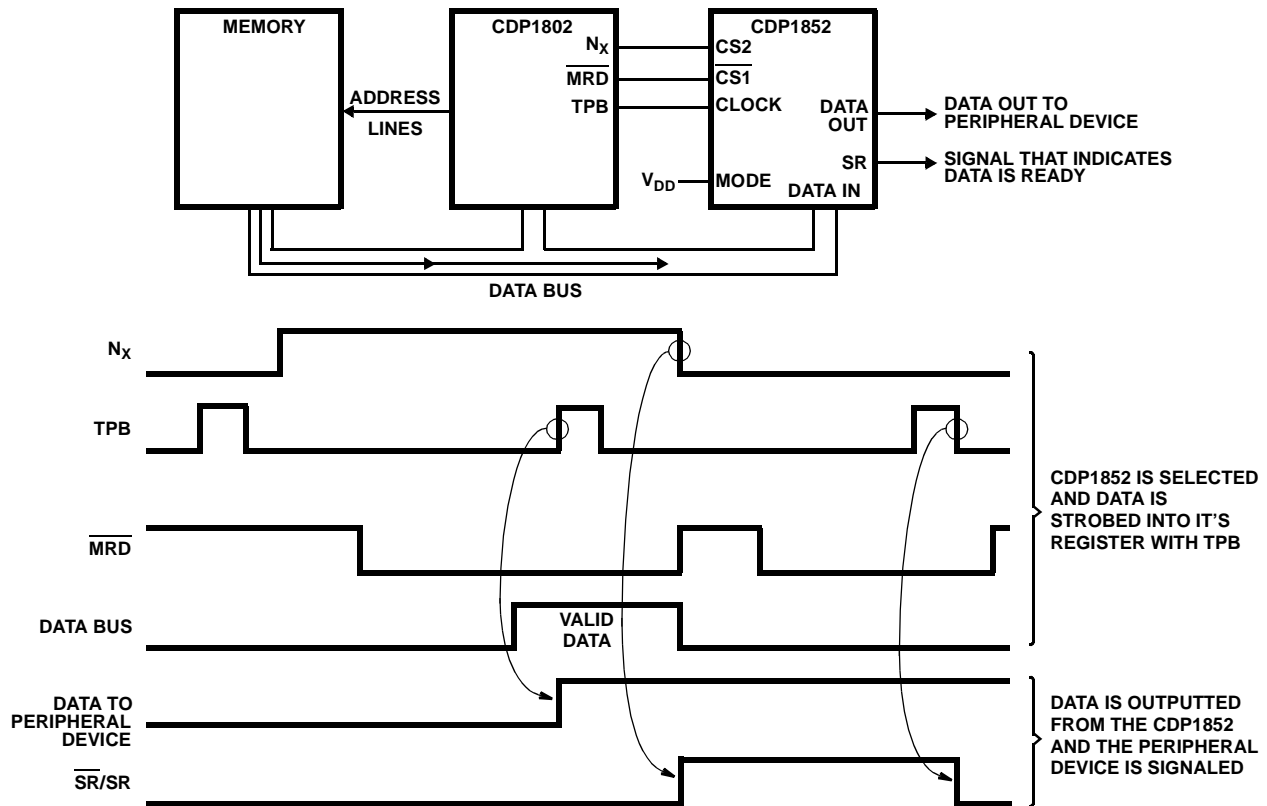 MEMORY
CDP1802
CDP1852
NX
MRD
TPB
CS2
CS1
CLOCK
ADDRESS
LINES
DATA
OUT
DATA OUT TO
PERIPHERAL DEVICE
SR
SIGNAL THAT INDICATES
DATA IS READY
VDD
MODE
DATA IN
DATA BUS
NX
TPB
MRD
DATA BUS
VALID
DATA
CDP1852 IS SELECTED
AND DATA IS
STROBED INTO IT'S
REGISTER WITH TPB
DATA TO
PERIPHERAL
DEVICE
SR/SR
DATA IS OUTPUTTED
FROM THE CDP1852
AND THE PERIPHERAL
DEVICE IS SIGNALED